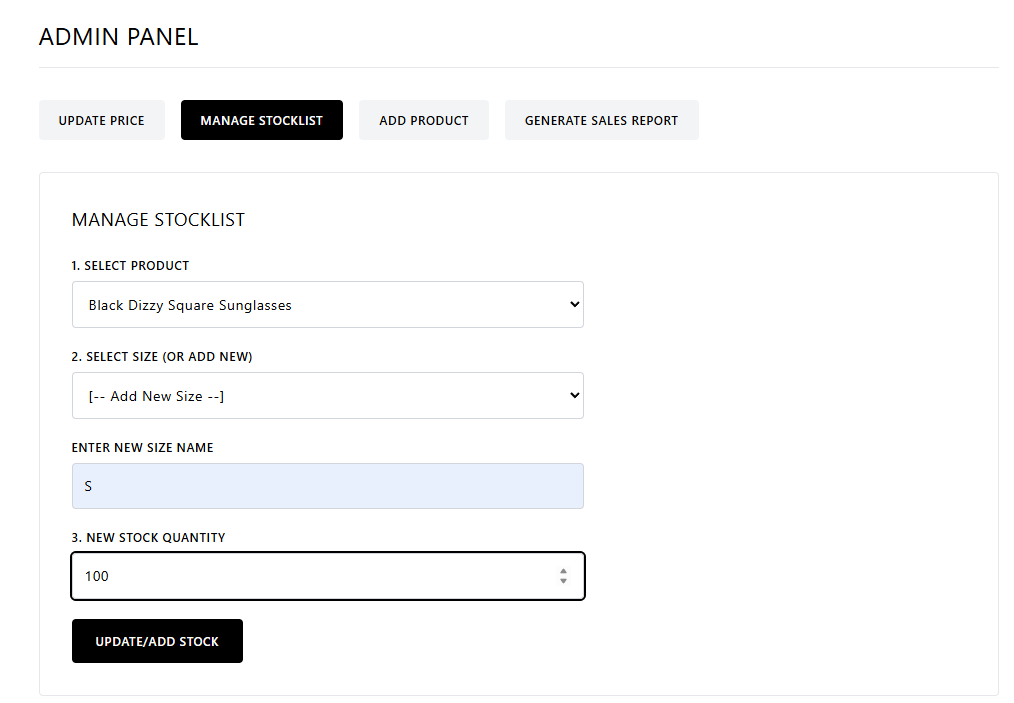 ADMIN PANEL
UPDATE PRICE MANAGE STOCKLIST ADD PRODUCT GENERATE SALES REPORT
MANAGE STOCKLIST
1. SELECT PRODUCT
Black Dizzy Square Sunglasses
2. SELECT SIZE (OR ADD NEW)
[-- Add New Size --]
ENTER NEW SIZE NAME
S
3. NEW STOCK QUANTITY
100
UPDATE/ADD STOCK